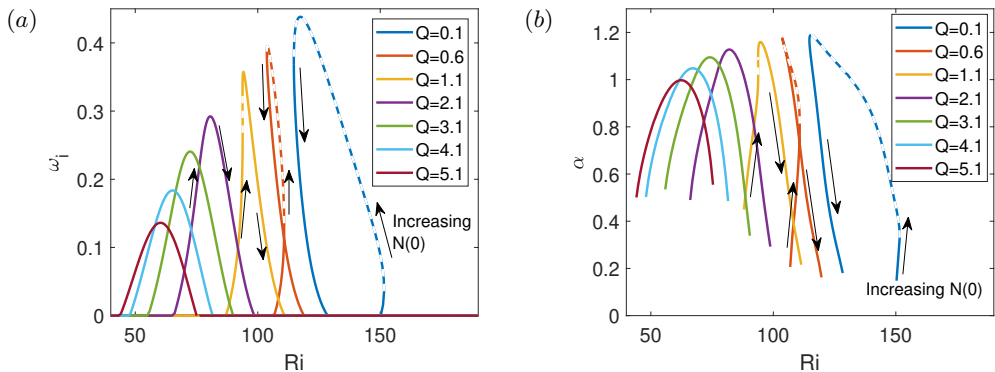 (a)
ω_i
0.4
0.3
0.2
0.1
0
50
100
150
Ri
Q=0.1
Q=0.6
Q=1.1
Q=2.1
Q=3.1
Q=4.1
Q=5.1
Increasing
N(0)
(b)
α
1.2
1
0.8
0.6
0.4
0.2
0
50
100
150
Ri
Q=0.1
Q=0.6
Q=1.1
Q=2.1
Q=3.1
Q=4.1
Q=5.1
Increasing N(0)